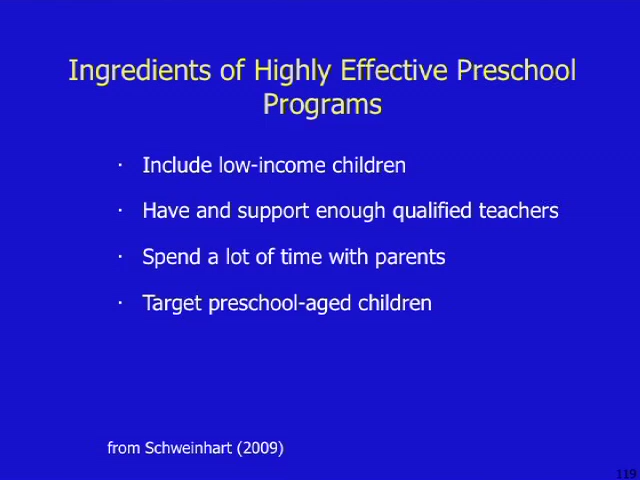 Ingredients of Highly Effective Preschool
Programs
· Include low-income children
· Have and support enough qualified teachers
· Spend a lot of time with parents
· Target preschool-aged children
from Schweinhart (2009)
119